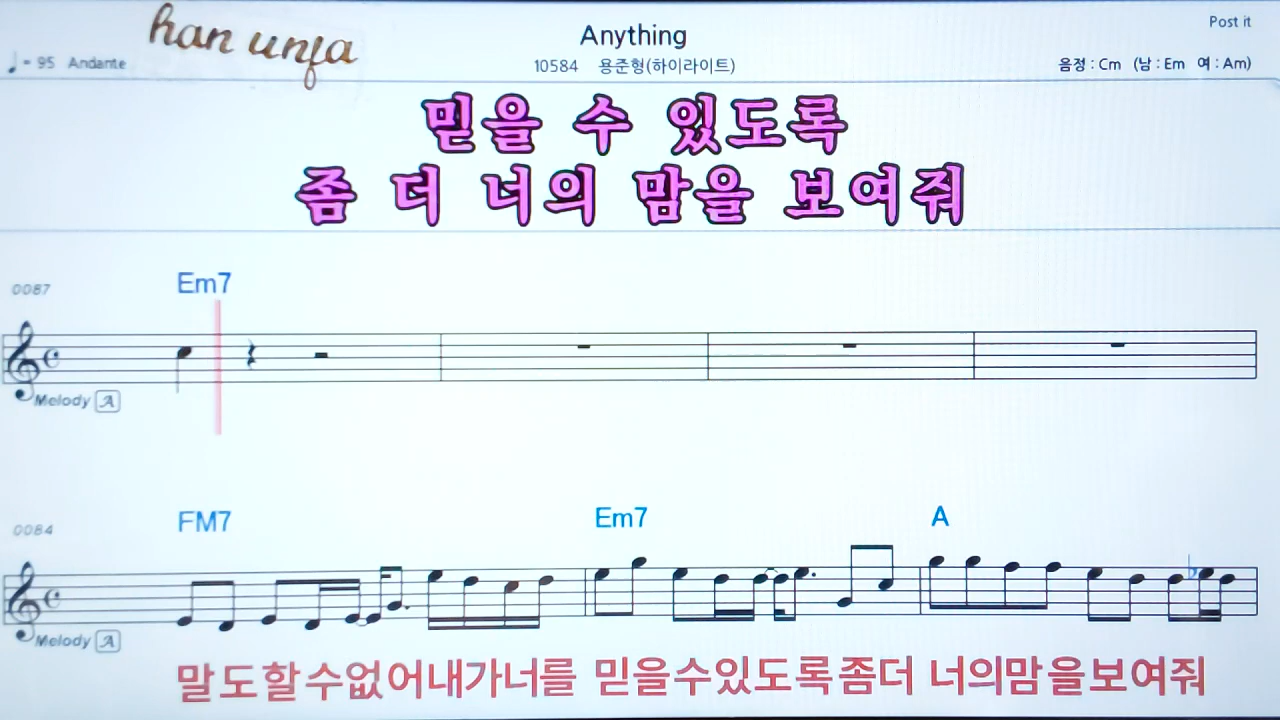 han unja
Anything
Post it
♩= 95 Andante
10584 용준형(하이라이트)
음정 : Cm (남 : Em 여 : Am)
믿을 수 있도록
좀 더 너의 맘을 보여줘
0087
Em7
Melody A
0084
FM7
Em7
A
Melody A
말도할수없어내가너를 믿을수있도록좀더 너의맘을보여줘